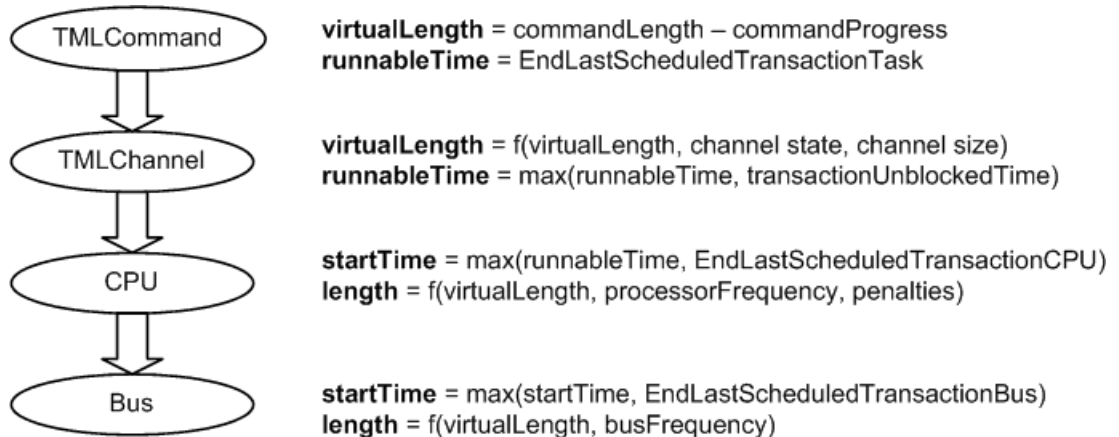 TMLCommand
virtualLength = commandLength – commandProgress
runnableTime = EndLastScheduledTransactionTask
TMLChannel
virtualLength = f(virtualLength, channel state, channel size)
runnableTime = max(runnableTime, transactionUnblockedTime)
CPU
startTime = max(runnableTime, EndLastScheduledTransactionCPU)
length = f(virtualLength, processorFrequency, penalties)
Bus
startTime = max(startTime, EndLastScheduledTransactionBus)
length = f(virtualLength, busFrequency)